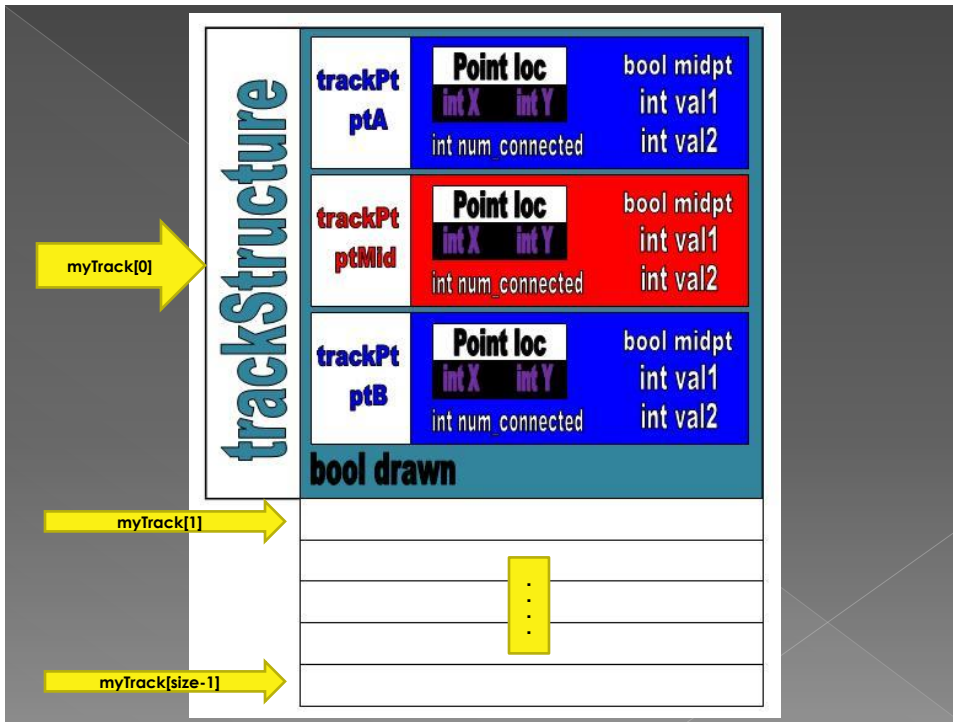 trackStructure
trackPt
ptA
Point loc
int X int Y
int num_connected
bool midpt
int val1
int val2
myTrack[0]
trackPt
ptMid
Point loc
int X int Y
int num_connected
bool midpt
int val1
int val2
trackPt
ptB
Point loc
int X int Y
int num_connected
bool midpt
int val1
int val2
bool drawn
myTrack[1]
.
.
.
.
myTrack[size-1]